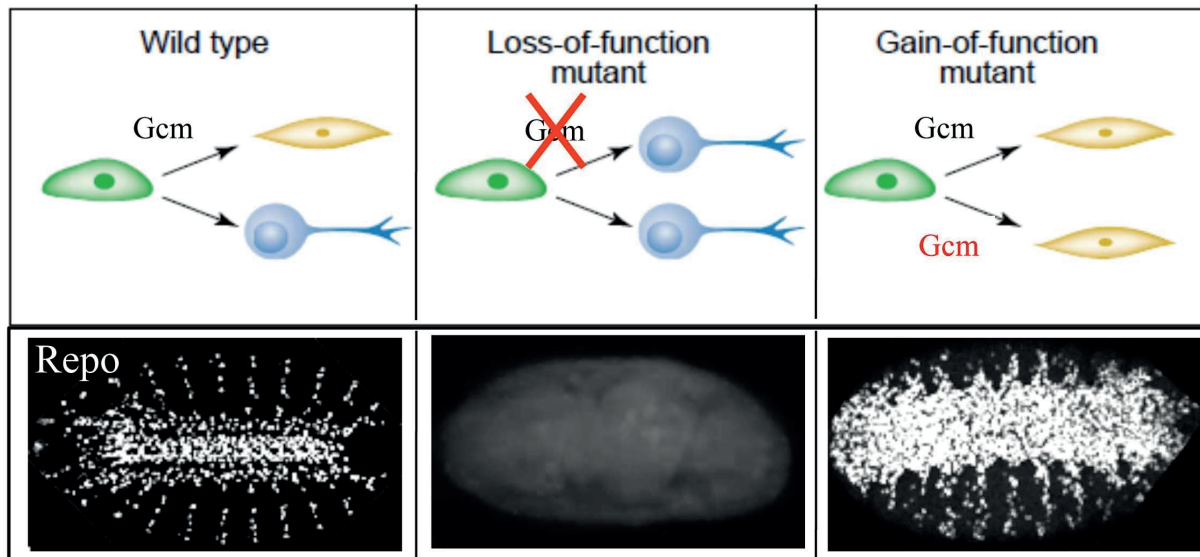 Wild type
Loss-of-function
mutant
Gain-of-function
mutant
Gcm
Gcm
Gcm
Gcm
Repo